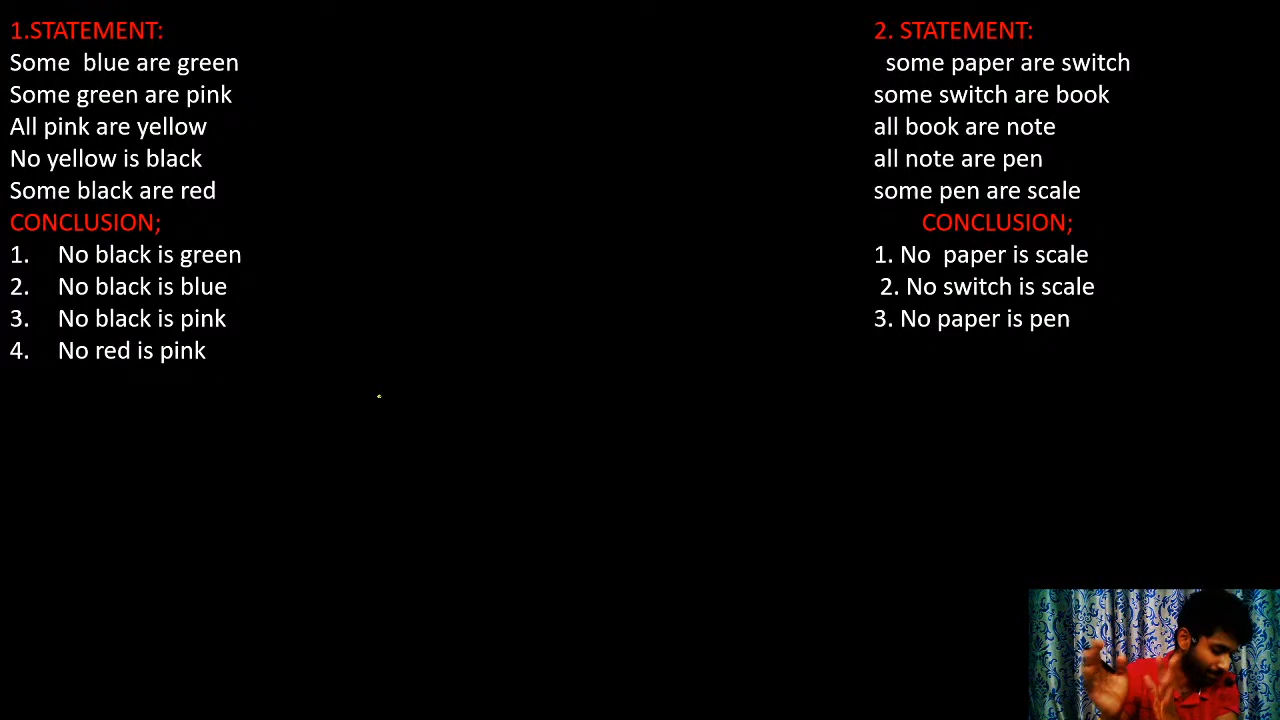 1.STATEMENT:
Some  blue are green
Some green are pink
All pink are yellow
No yellow is black
Some black are red
CONCLUSION;
1. No black is green
2. No black is blue
3. No black is pink
4. No red is pink
2. STATEMENT:
some paper are switch
some switch are book
all book are note
all note are pen
some pen are scale
CONCLUSION;
1. No  paper is scale
2. No switch is scale
3. No paper is pen